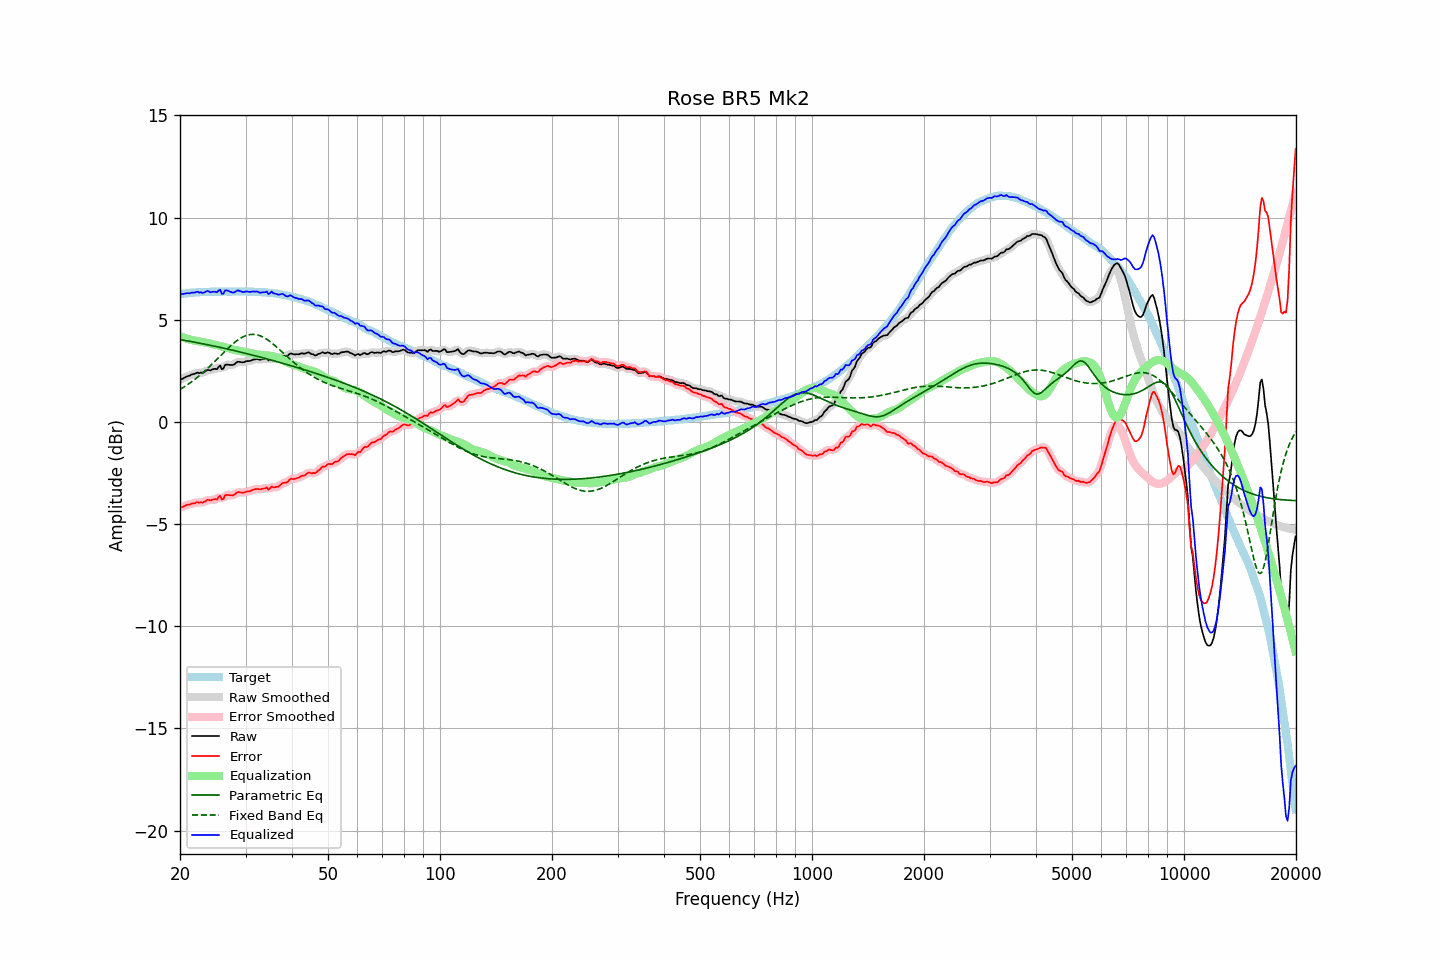 Rose BR5 Mk2
15
10
5
0
−5
−10
−15
−20
Amplitude (dBr)
Target
Raw Smoothed
Error Smoothed
Raw
Error
Equalization
Parametric Eq
Fixed Band Eq
Equalized
20 50 100 200 500 1000 2000 5000 10000 20000
Frequency (Hz)